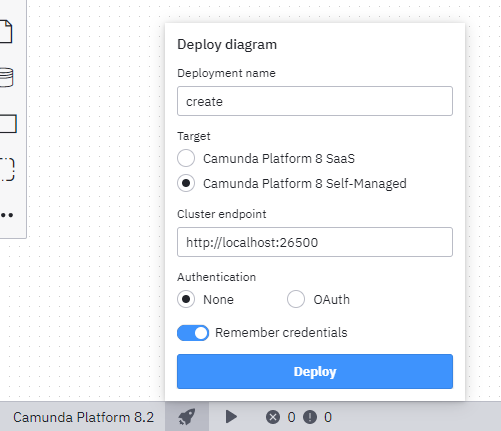 Deploy diagram
Deployment name
create
Target
Camunda Platform 8 SaaS
Camunda Platform 8 Self-Managed
Cluster endpoint
http://localhost:26500
Authentication
None OAuth
Remember credentials
Deploy
Camunda Platform 8.2 0 0